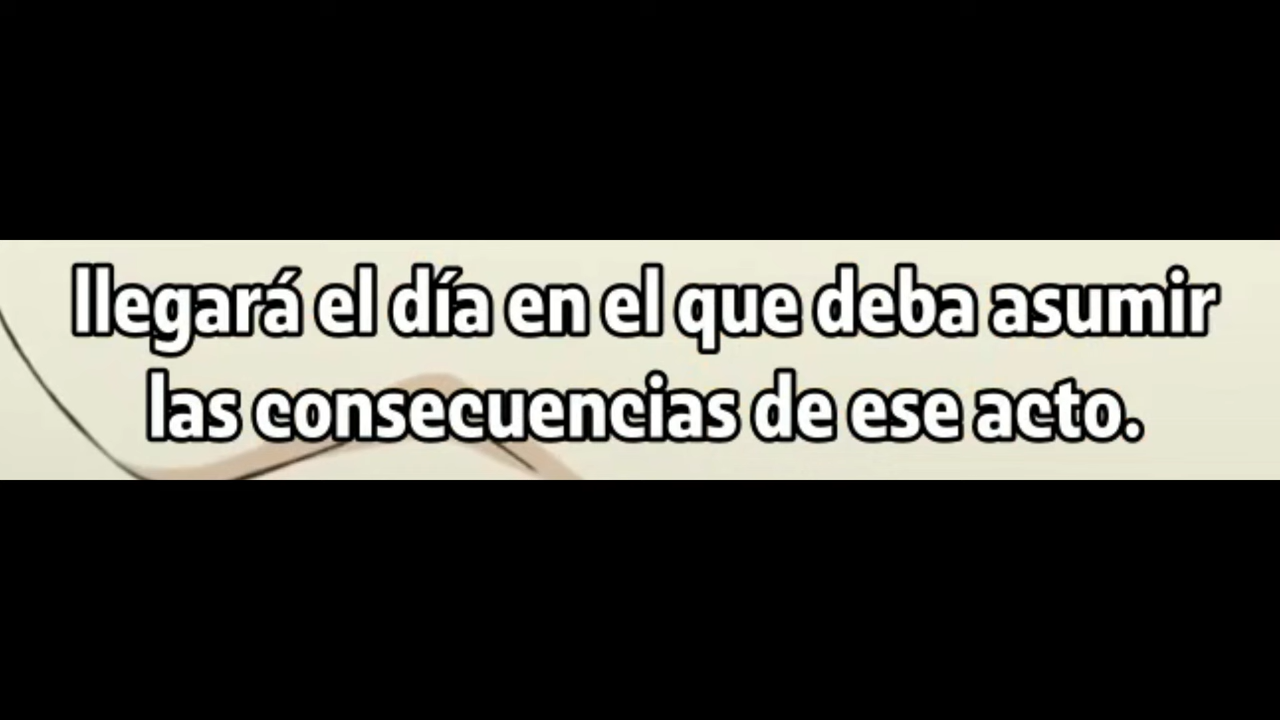 llegará el día en el que deba asumir
las consecuencias de ese acto.